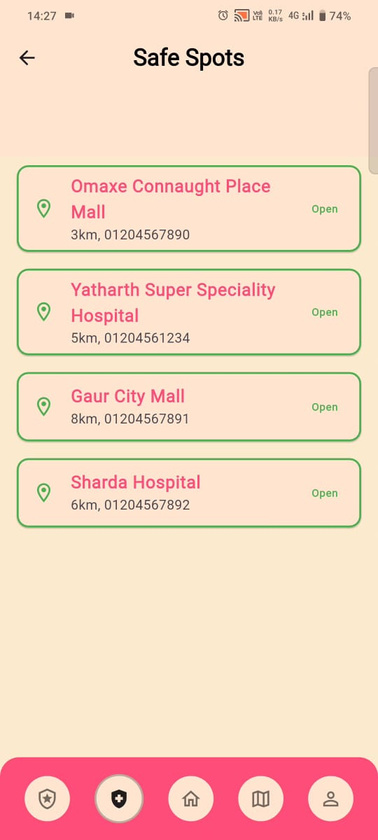 14:27
Vo)) LTE
0.17 KB/s
4G
74%
Safe Spots
Omaxe Connaught Place
Mall
3km, 01204567890
Open
Yatharth Super Speciality
Hospital
5km, 01204561234
Open
Gaur City Mall
8km, 01204567891
Open
Sharda Hospital
6km, 01204567892
Open